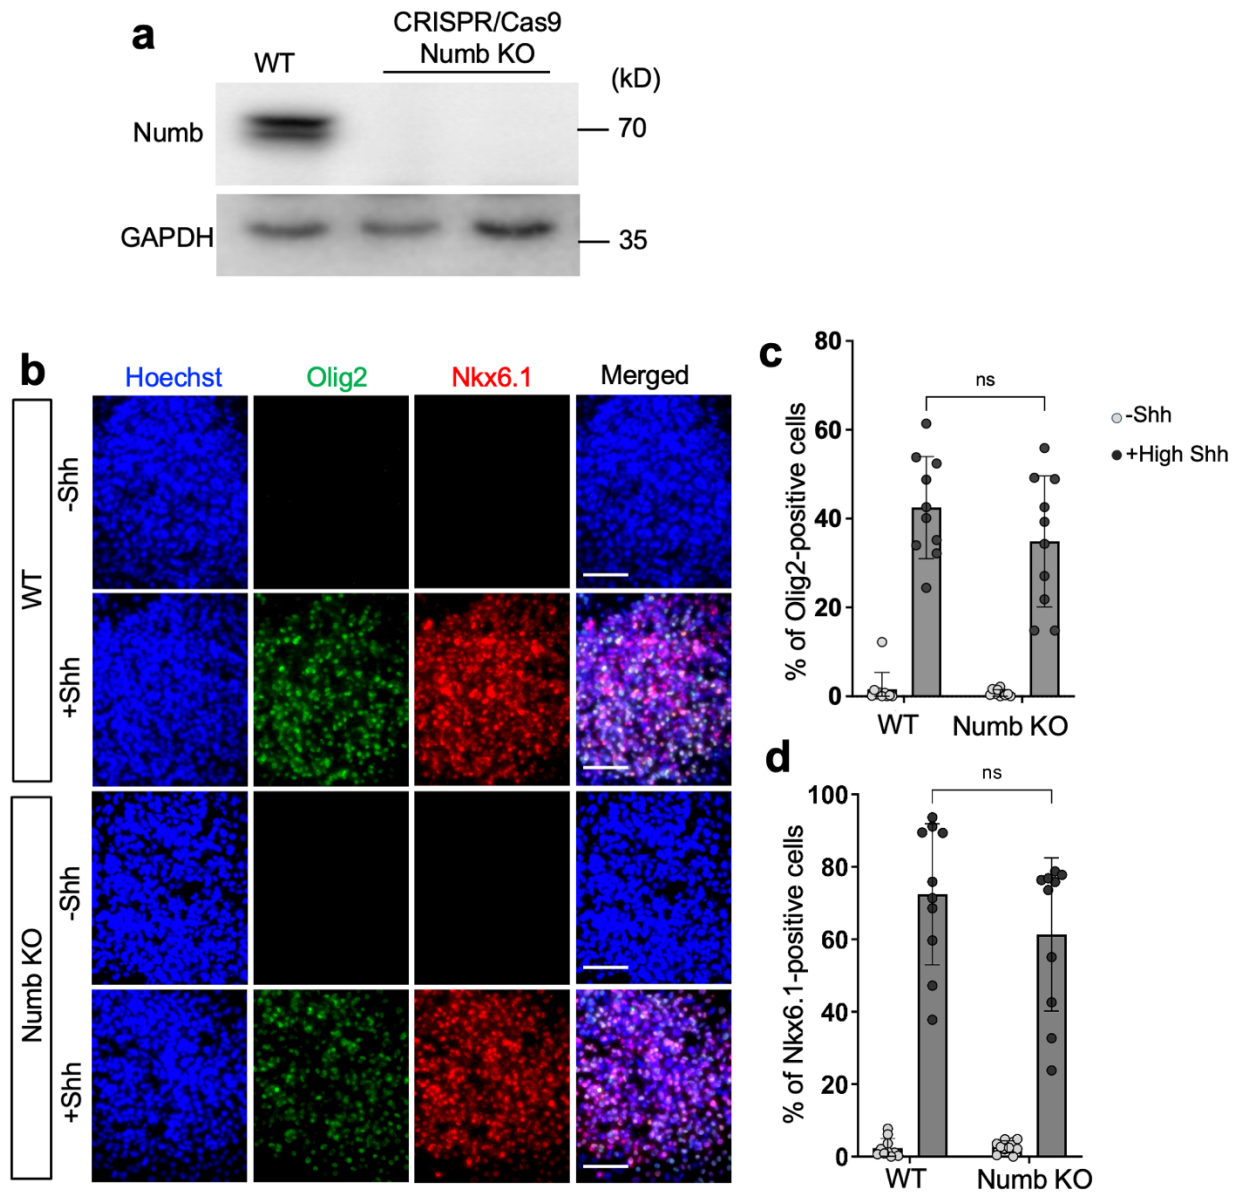 a
CRISPR/Cas9
WT
Numb KO
(kD)
Numb
70
GAPDH
35
b
Hoechst
Olig2
Nkx6.1
Merged
WT
-Shh
+Shh
Numb KO
-Shh
+Shh
c
80
60
40
20
0
% of Olig2-positive cells
ns
-Shh
+High Shh
WT
Numb KO
d
100
80
60
40
20
0
% of Nkx6.1-positive cells
ns
WT
Numb KO